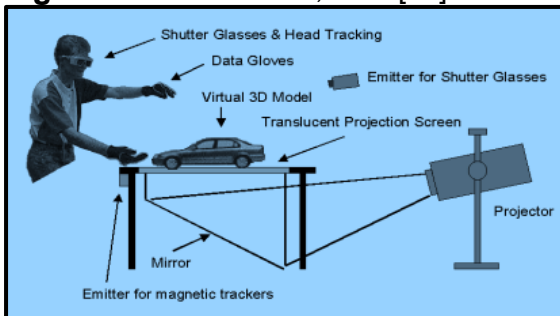 Shutter Glasses & Head Tracking
Data Gloves
Emitter for Shutter Glasses
Virtual 3D Model
Translucent Projection Screen
Projector
Mirror
Emitter for magnetic trackers